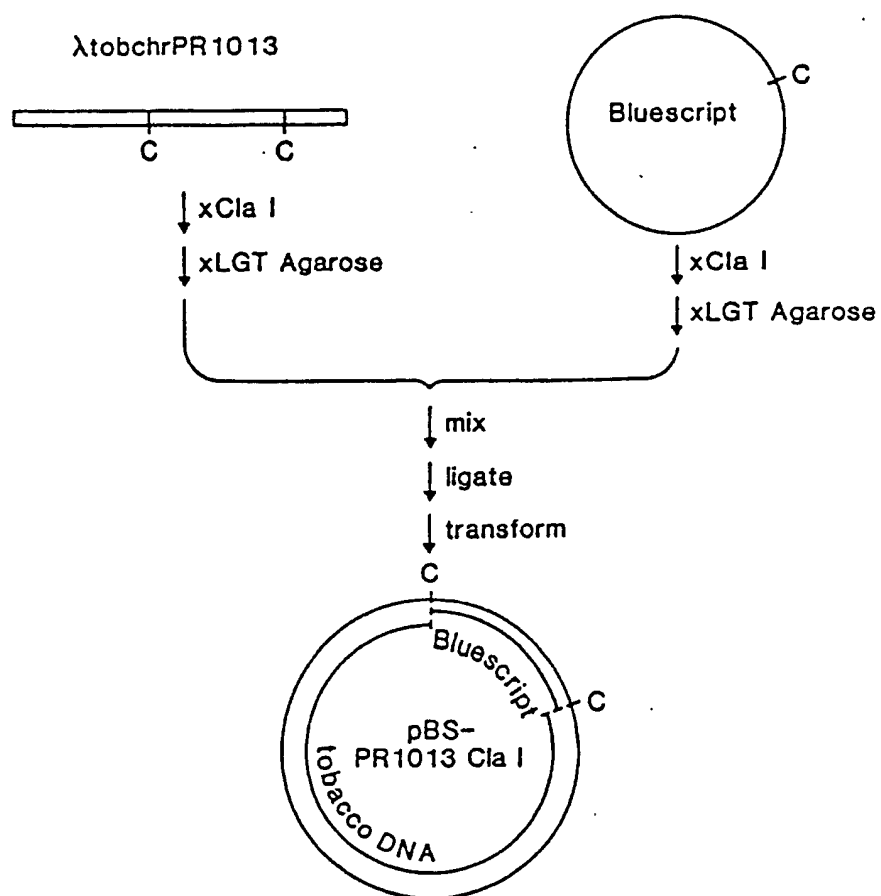 λtobchrPR1013
C
C
xCla I
xLGT Agarose
Bluescript
C
xCla I
xLGT Agarose
mix
ligate
transform
C
Bluescript
C
pBS-
PR1013 Cla I
tobacco DNA